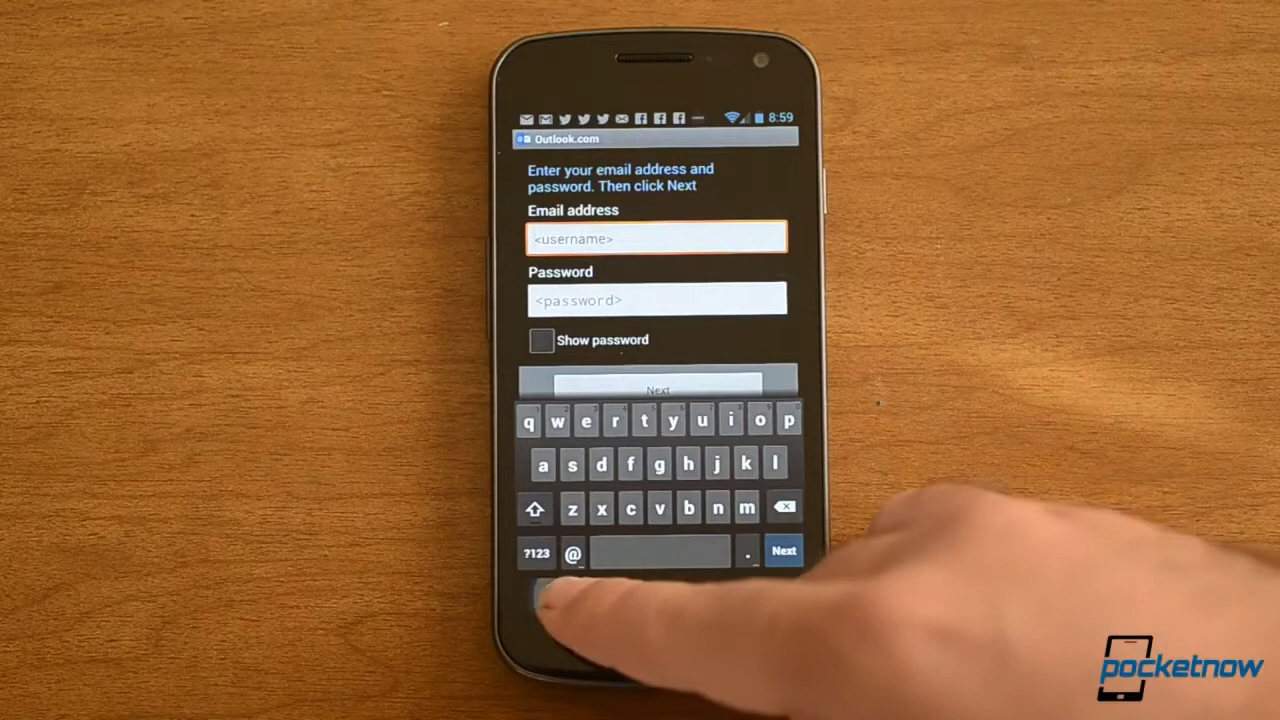 8:59
Outlook.com
Enter your email address and
password. Then click Next
Email address
<username>
Password
<password>
Show password
Next
q w e r t y u i o p
a s d f g h j k l
z x c v b n m
?123 @ . Next
pocketnow